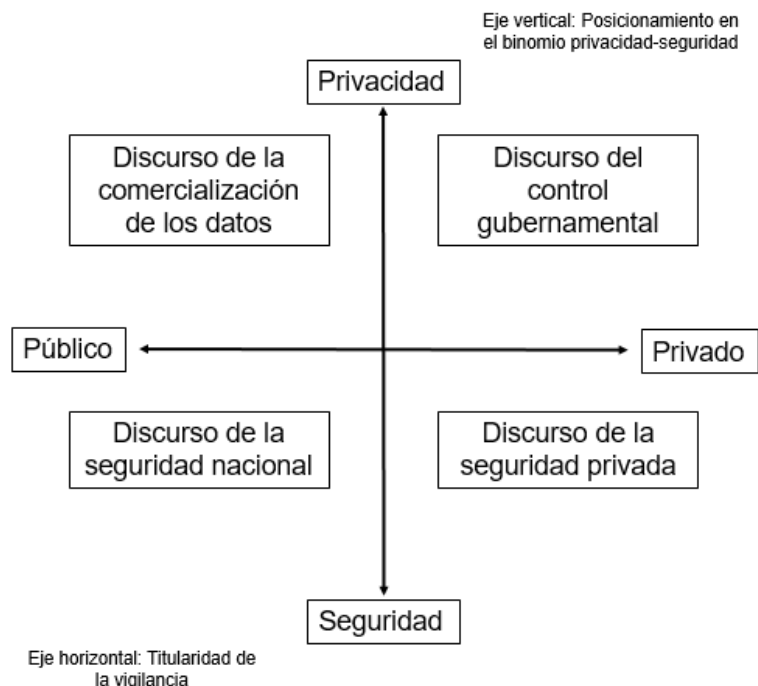 Eje vertical: Posicionamiento en
el binomio privacidad-seguridad
Privacidad
Discurso de la
comercialización
de los datos
Discurso del
control
gubernamental
Público
Privado
Discurso de la
seguridad nacional
Discurso de la
seguridad privada
Seguridad
Eje horizontal: Titularidad de
la vigilancia